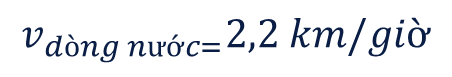 v dòng nước= 2,2 km/giờ